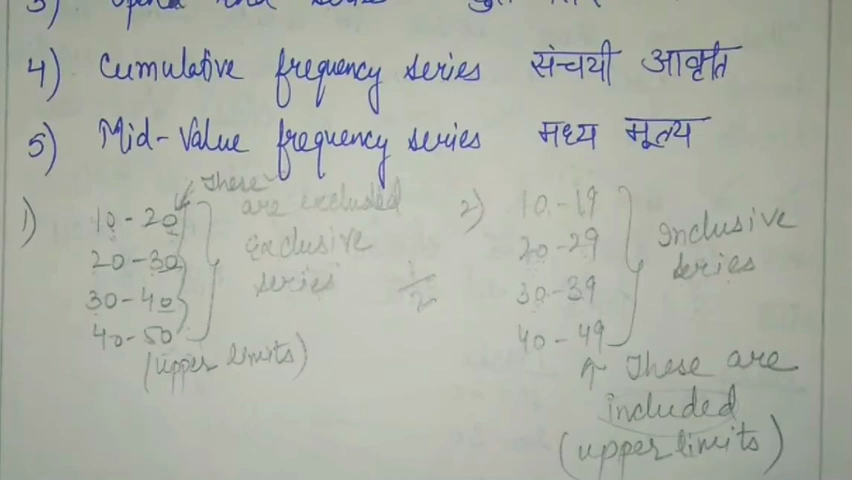 4) Cumulative frequency series संचयी आवृत्ति
5) Mid-Value frequency series मध्य मूल्य
1) 10-20
20-30
30-40
40-50
(upper limits)
These
are excluded
Exclusive
series
1/2
2) 10-19
20-29
30-39
40-49
Inclusive
series
↑ These are
included
(upper limits)